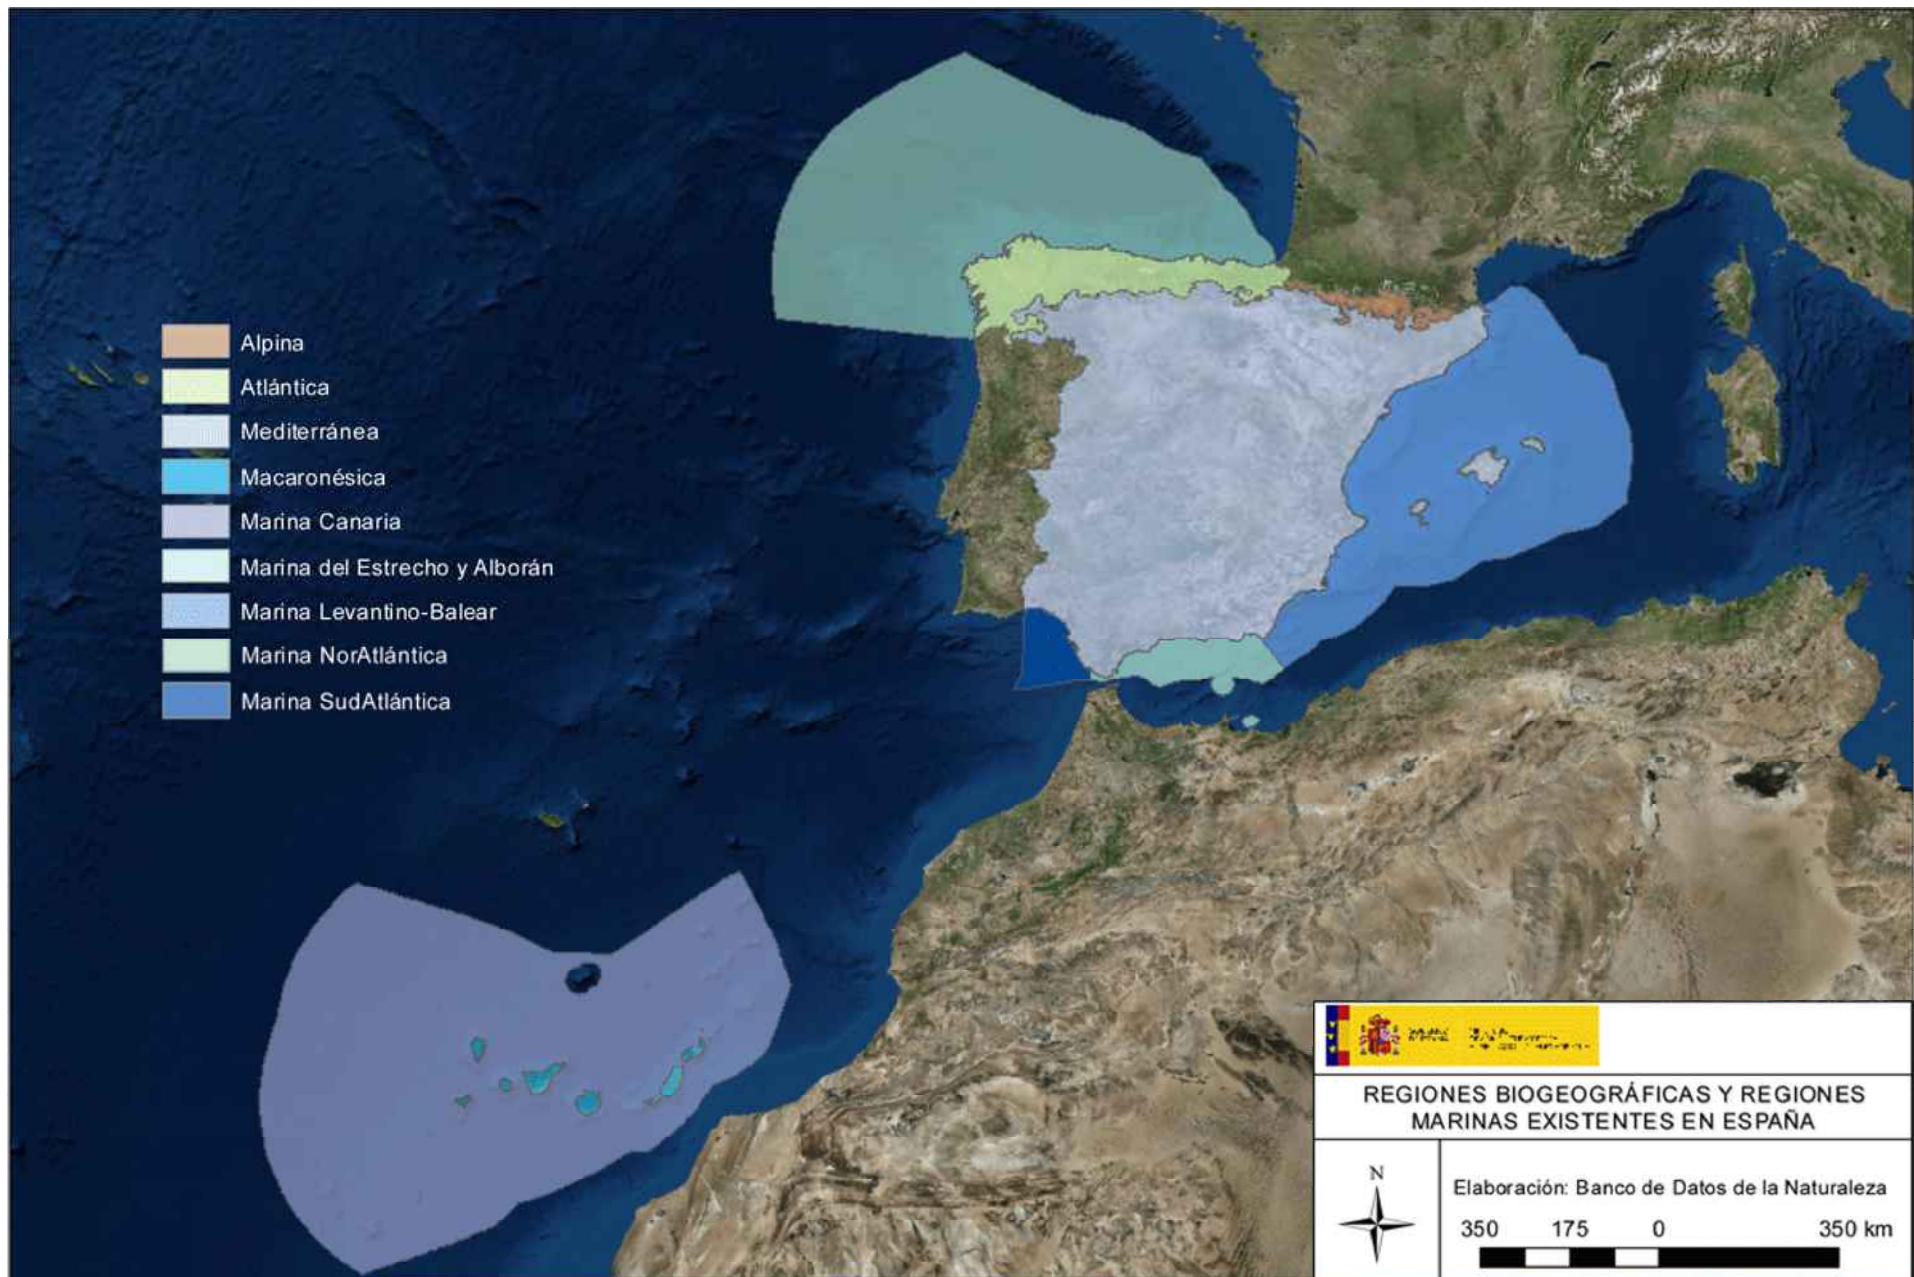 Alpina
Atlántica
Mediterránea
Macaronésica
Marina Canaria
Marina del Estrecho y Alborán
Marina Levantino-Balear
Marina NorAtlántica
Marina SudAtlántica
REGIONES BIOGEOGRÁFICAS Y REGIONES
MARINAS EXISTENTES EN ESPAÑA
N
Elaboración: Banco de Datos de la Naturaleza
350 175 0 350 km